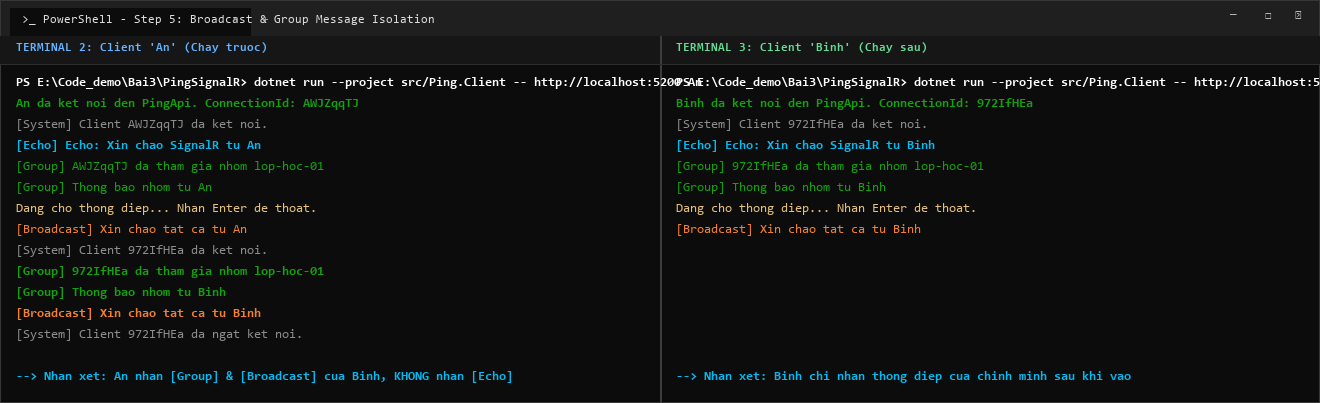 >_ PowerShell - Step 5: Broadcast & Group Message Isolation
TERMINAL 2: Client 'An' (Chay truoc)
PS E:\Code_demo\Bai3\PingSignalR> dotnet run --project src/Ping.Client -- http://localhost:5200 An
An da ket noi den PingApi. ConnectionId: AWJZqqTJ
[System] Client AWJZqqTJ da ket noi.
[Echo] Echo: Xin chao SignalR tu An
[Group] AWJZqqTJ da tham gia nhom lop-hoc-01
[Group] Thong bao nhom tu An
Dang cho thong diep... Nhan Enter de thoat.
[Broadcast] Xin chao tat ca tu An
[System] Client 972IfHEa da ket noi.
[Group] 972IfHEa da tham gia nhom lop-hoc-01
[Group] Thong bao nhom tu Binh
[Broadcast] Xin chao tat ca tu Binh
[System] Client 972IfHEa da ngat ket noi.
--> Nhan xet: An nhan [Group] & [Broadcast] cua Binh, KHONG nhan [Echo]
TERMINAL 3: Client 'Binh' (Chay sau)
PS E:\Code_demo\Bai3\PingSignalR> dotnet run --project src/Ping.Client -- http://localhost:5
Binh da ket noi den PingApi. ConnectionId: 972IfHEa
[System] Client 972IfHEa da ket noi.
[Echo] Echo: Xin chao SignalR tu Binh
[Group] 972IfHEa da tham gia nhom lop-hoc-01
[Group] Thong bao nhom tu Binh
Dang cho thong diep... Nhan Enter de thoat.
[Broadcast] Xin chao tat ca tu Binh
--> Nhan xet: Binh chi nhan thong diep cua chinh minh sau khi vao